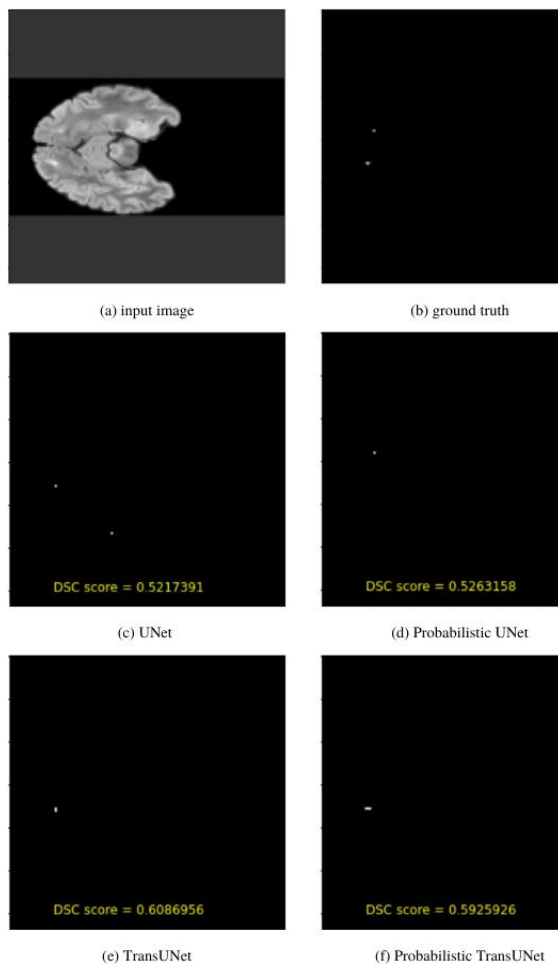 (a) input image
(b) ground truth
DSC score = 0.5217391
DSC score = 0.5263158
(c) UNet
(d) Probabilistic UNet
DSC score = 0.6086956
DSC score = 0.5925926
(e) TransUNet
(f) Probabilistic TransUNet